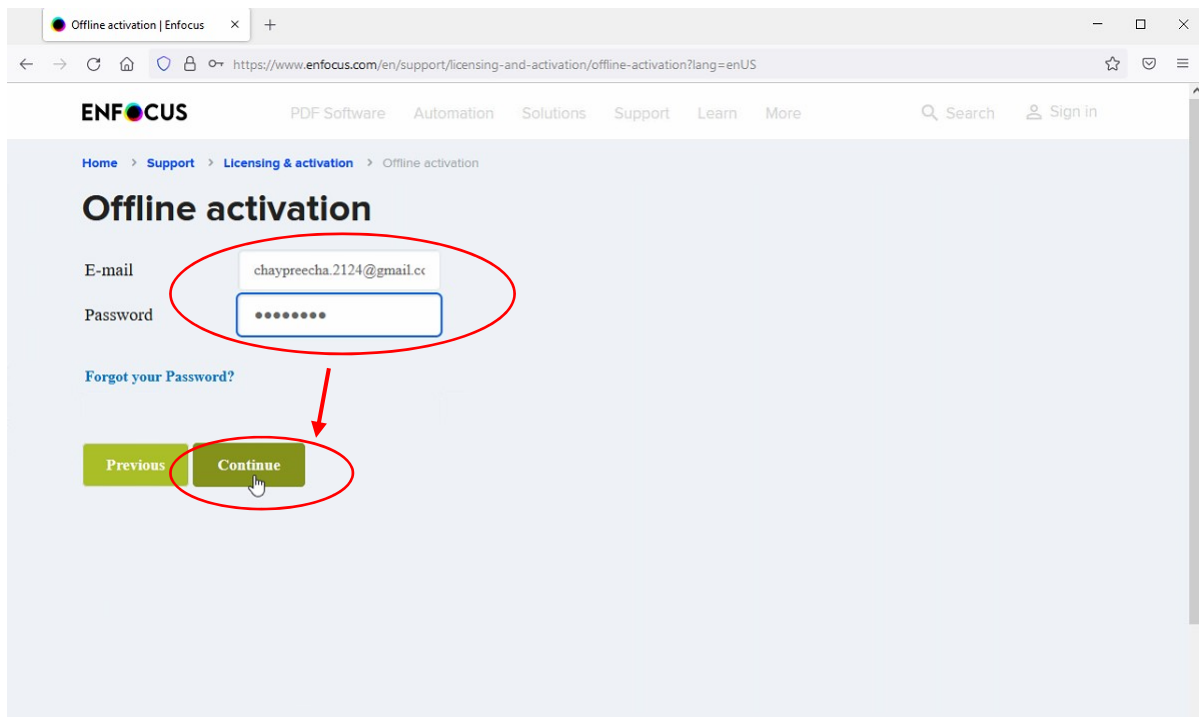 Offline activation | Enfocus
https://www.enfocus.com/en/support/licensing-and-activation/offline-activation?lang=enUS
ENFOCUS PDF Software Automation Solutions Support Learn More Search Sign in
Home > Support > Licensing & activation > Offline activation
Offline activation
E-mail chaypreecha.2124@gmail.cc
Password ••••••••
Forgot your Password?
Previous Continue